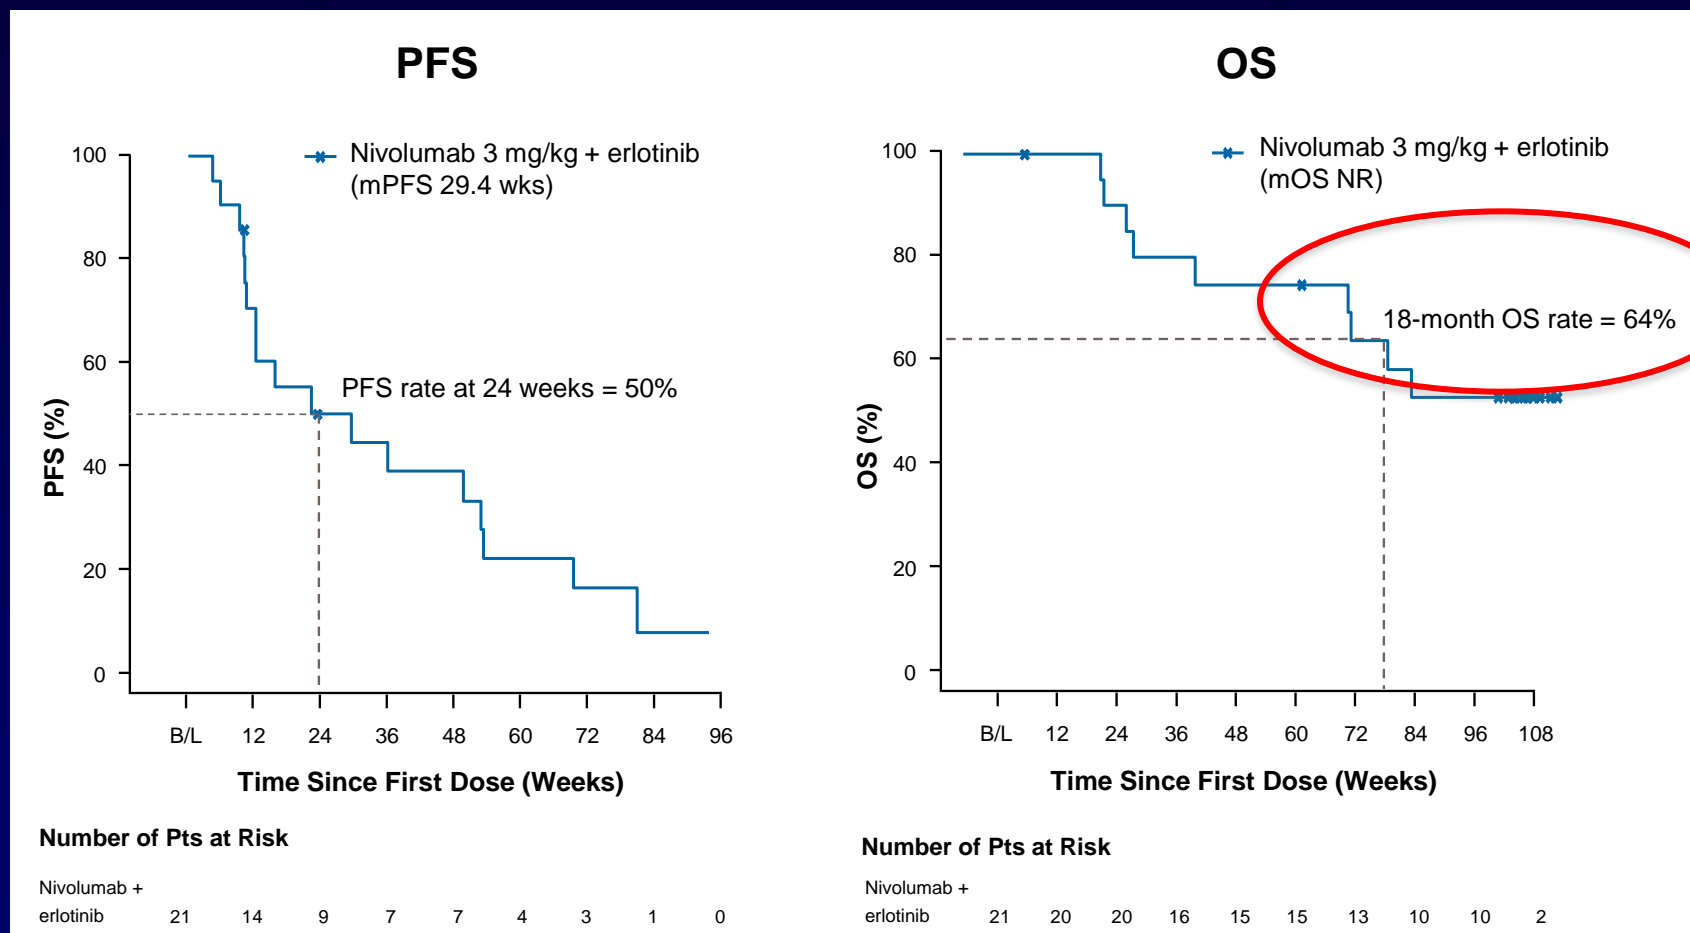 PFS
Nivolumab 3 mg/kg + erlotinib
(mPFS 29.4 wks)
100
80
60
40
20
0
PFS (%)
PFS rate at 24 weeks = 50%
B/L 12 24 36 48 60 72 84 96
Time Since First Dose (Weeks)
Number of Pts at Risk
Nivolumab +
erlotinib 21 14 9 7 7 4 3 1 0
OS
Nivolumab 3 mg/kg + erlotinib
(mOS NR)
100
80
60
40
20
0
OS (%)
18-month OS rate = 64%
B/L 12 24 36 48 60 72 84 96 108
Time Since First Dose (Weeks)
Number of Pts at Risk
Nivolumab +
erlotinib 21 20 20 16 15 15 13 10 10 2